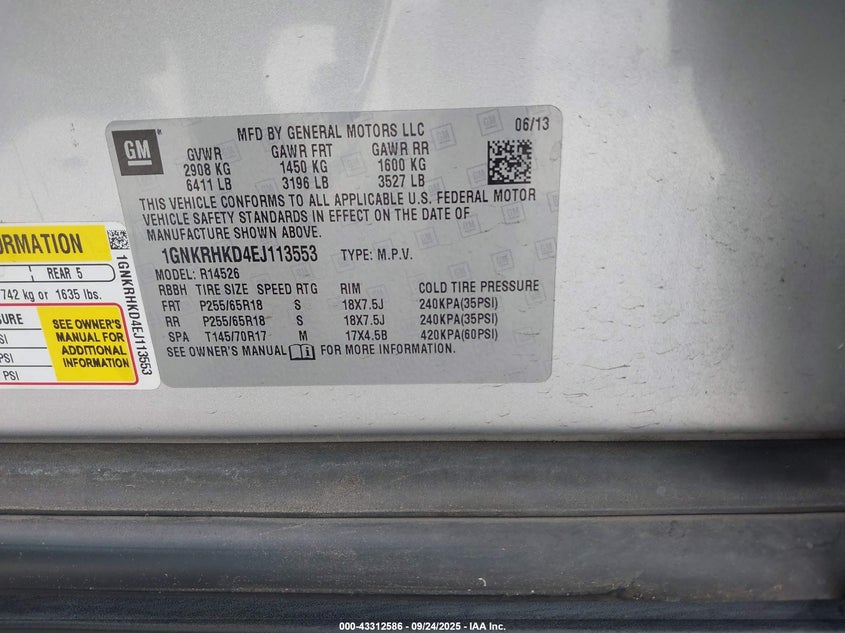 GM
MFD BY GENERAL MOTORS LLC 06/13
GVWR GAWR FRT GAWR RR
2908 KG 1450 KG 1600 KG
6411 LB 3196 LB 3527 LB
THIS VEHICLE CONFORMS TO ALL APPLICABLE U.S. FEDERAL MOTOR
VEHICLE SAFETY STANDARDS IN EFFECT ON THE DATE OF
MANUFACTURE SHOWN ABOVE.
1GNKRHKD4EJ113553 TYPE: M.P.V.
MODEL: R14526
RBBH TIRE SIZE SPEED RTG RIM COLD TIRE PRESSURE
FRT P255/65R18 S 18X7.5J 240KPA(35PSI)
RR P255/65R18 S 18X7.5J 240KPA(35PSI)
SPA T145/70R17 M 17X4.5B 420KPA(60PSI)
SEE OWNER'S MANUAL FOR MORE INFORMATION.
ORMATION
REAR 5
742 kg or 1635 lbs.
SURE
SI
PSI
PSI
SEE OWNER'S
MANUAL FOR
ADDITIONAL
INFORMATION
1GNKRHKD4EJ113553
000-43312586 - 09/24/2025 - IAA Inc.